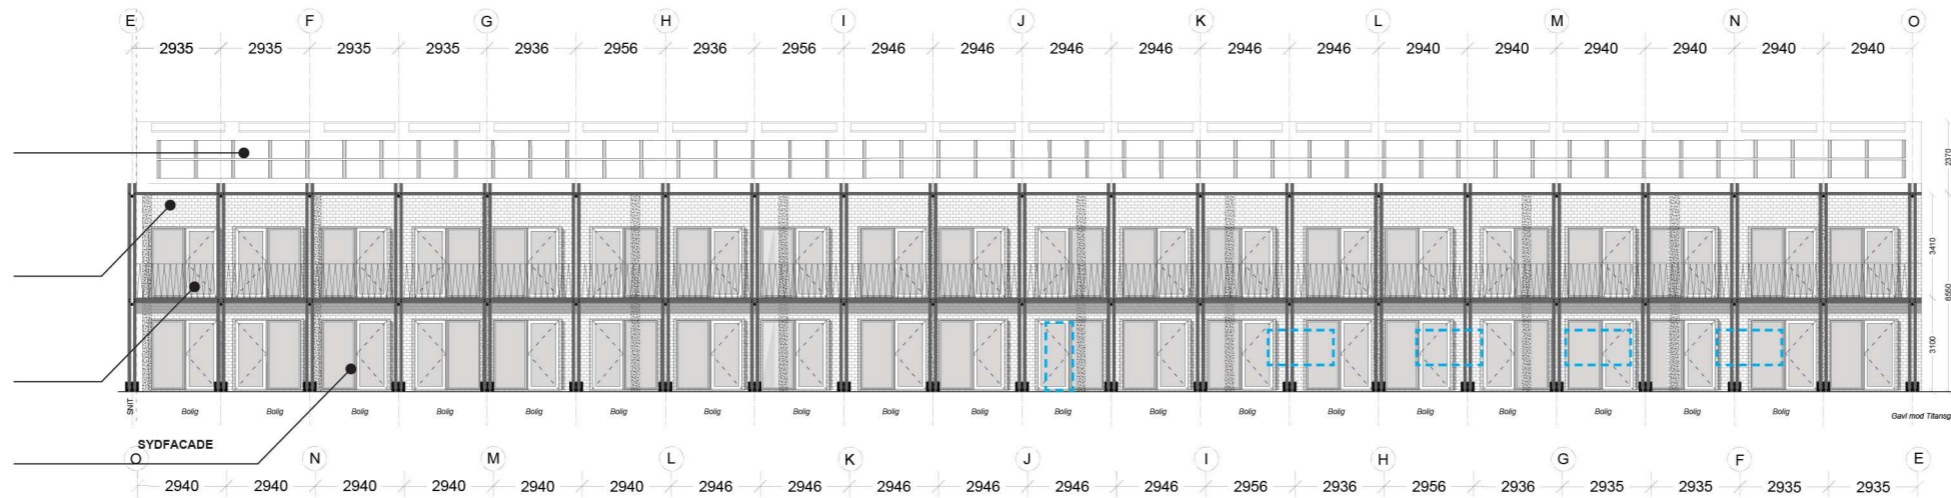 E F G H I J K L M N O
2935 2935 2935 2935 2936 2956 2936 2956 2946 2946 2946 2946 2946 2946 2940 2940 2940 2940 2940 2940
2370
3410
6550
3100
SNIT
Bolig Bolig Bolig Bolig Bolig Bolig Bolig Bolig Bolig Bolig Bolig Bolig Bolig Bolig Bolig Bolig Bolig Bolig Bolig
Gavl mod Titansg
SYDFACADE
O N M L K J I H G F E
2940 2940 2940 2940 2940 2940 2946 2946 2946 2946 2946 2946 2956 2936 2956 2936 2935 2935 2935 2935